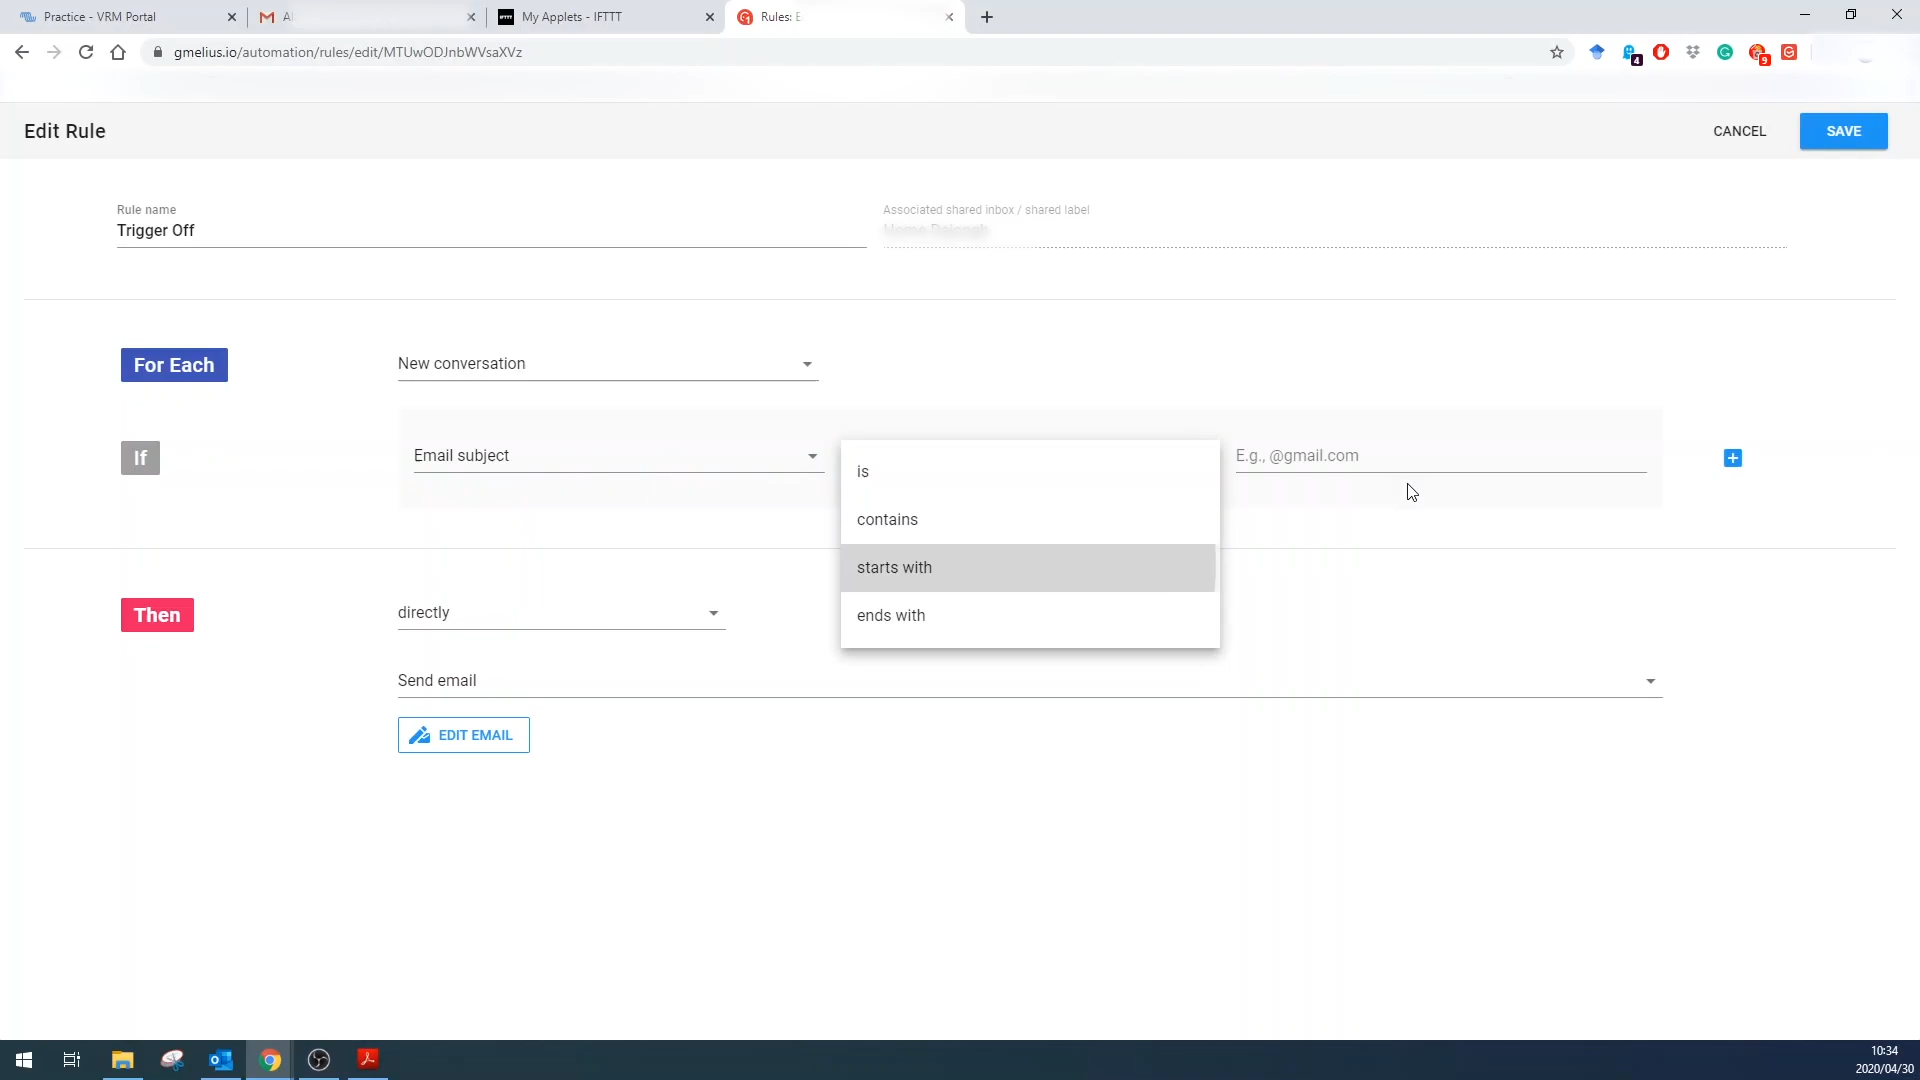 Practice - VRM Portal
My Applets - IFTTT
Rules: E
gmelius.io/automation/rules/edit/MTUwODJnbWVsaXVz
4
9
Edit Rule
CANCEL
SAVE
Rule name
Associated shared inbox / shared label
Trigger Off
For Each
New conversation
If
Email subject
is
E.g., @gmail.com
contains
starts with
ends with
Then
directly
Send email
EDIT EMAIL
10:34
2020/04/30